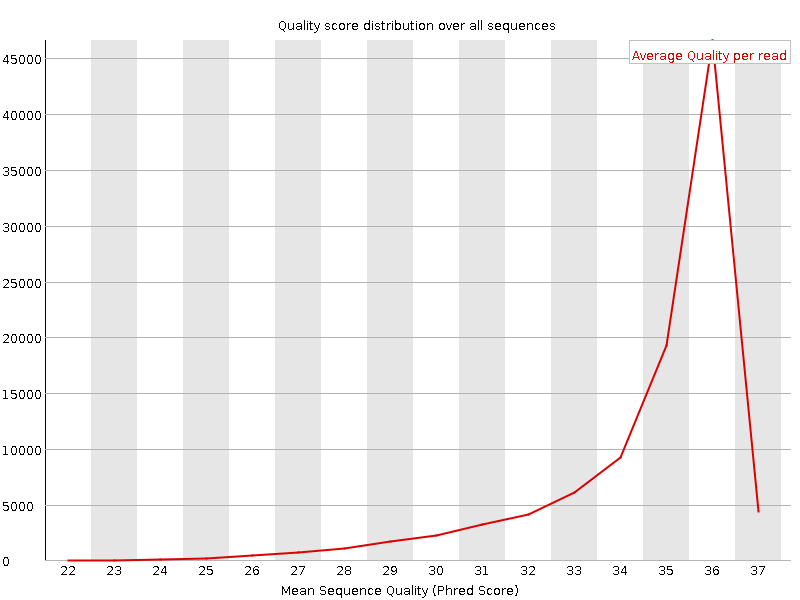 Quality score distribution over all sequences
Average Quality per read
45000
40000
35000
30000
25000
20000
15000
10000
5000
0
22 23 24 25 26 27 28 29 30 31 32 33 34 35 36 37
Mean Sequence Quality (Phred Score)